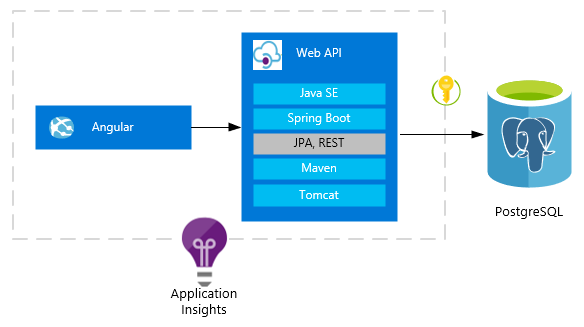 Web API
Java SE
Spring Boot
Angular
JPA, REST
Maven
Tomcat
PostgreSQL
Application
Insights